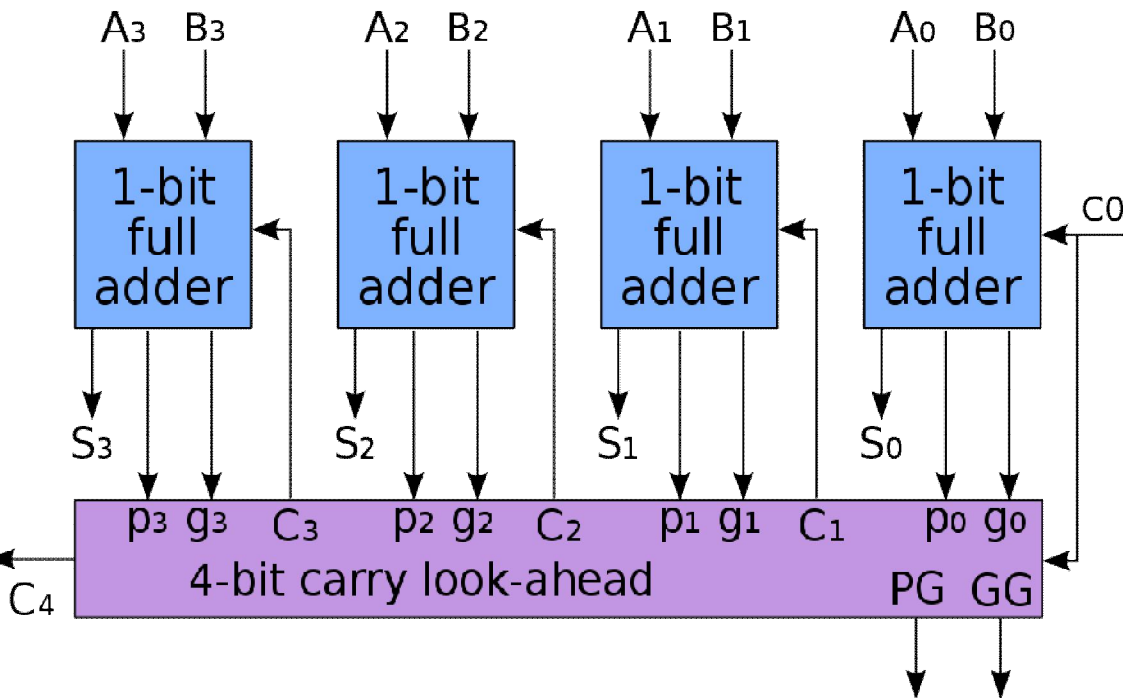 A3 B3 A2 B2 A1 B1 A0 B0
1-bit full adder
1-bit full adder
1-bit full adder
1-bit full adder
C0
S3 S2 S1 S0
p3 g3 C3 p2 g2 C2 p1 g1 C1 p0 g0
4-bit carry look-ahead
PG GG
C4